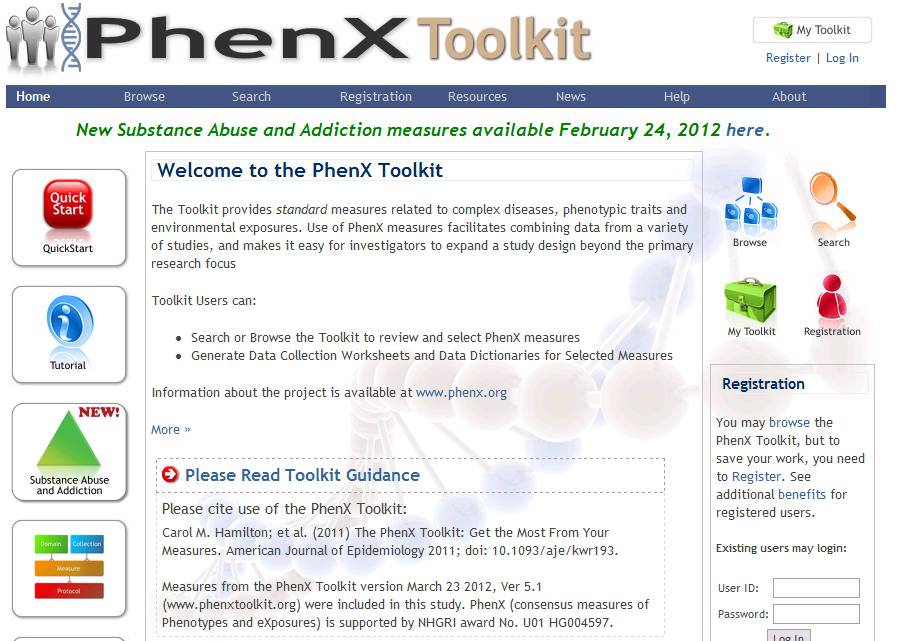 PhenX Toolkit
My Toolkit
Register | Log In
Home Browse Search Registration Resources News Help About
New Substance Abuse and Addiction measures available February 24, 2012 here.
Quick
Start
QuickStart
Tutorial
NEW!
Substance Abuse
and Addiction
Domain Collection
Measure
Protocol
Welcome to the PhenX Toolkit
The Toolkit provides standard measures related to complex diseases, phenotypic traits and
environmental exposures. Use of PhenX measures facilitates combining data from a variety
of studies, and makes it easy for investigators to expand a study design beyond the primary
research focus
Toolkit Users can:
• Search or Browse the Toolkit to review and select PhenX measures
• Generate Data Collection Worksheets and Data Dictionaries for Selected Measures
Information about the project is available at www.phenx.org
More »
Please Read Toolkit Guidance
Please cite use of the PhenX Toolkit:
Carol M. Hamilton; et al. (2011) The PhenX Toolkit: Get the Most From Your
Measures. American Journal of Epidemiology 2011; doi: 10.1093/aje/kwr193.
Measures from the PhenX Toolkit version March 23 2012, Ver 5.1
(www.phenxtoolkit.org) were included in this study. PhenX (consensus measures of
Phenotypes and eXposures) is supported by NHGRI award No. U01 HG004597.
Browse
Search
My Toolkit
Registration
Registration
You may browse the
PhenX Toolkit, but to
save your work, you need
to Register. See
additional benefits for
registered users.
Existing users may login:
User ID:
Password:
Log In